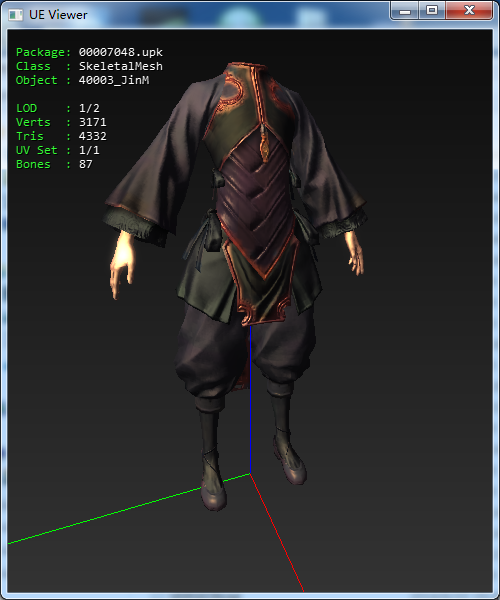 UE Viewer
Package: 00007048.upk
Class : SkeletalMesh
Object : 40003_JinM
LOD : 1/2
Verts : 3171
Tris : 4332
UV Set : 1/1
Bones : 87